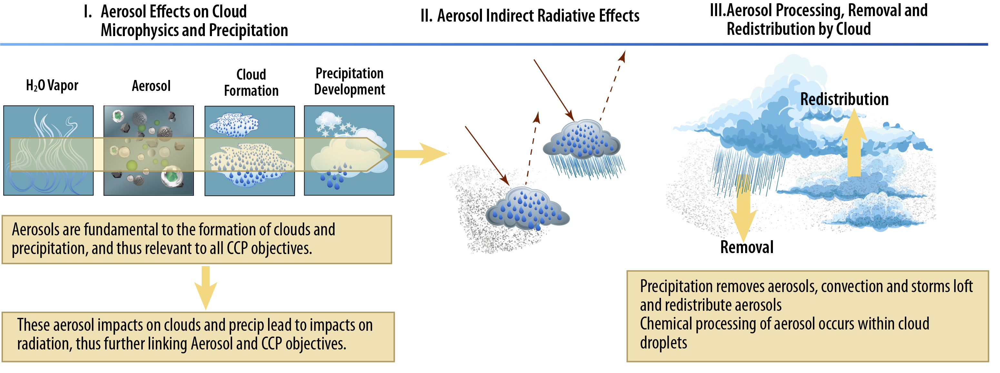 I. Aerosol Effects on Cloud
Microphysics and Precipitation
II. Aerosol Indirect Radiative Effects
III.Aerosol Processing, Removal and
Redistribution by Cloud
H₂O Vapor
Aerosol
Cloud
Formation
Precipitation
Development
Redistribution
Removal
Aerosols are fundamental to the formation of clouds and
precipitation, and thus relevant to all CCP objectives.
These aerosol impacts on clouds and precip lead to impacts on
radiation, thus further linking Aerosol and CCP objectives.
Precipitation removes aerosols, convection and storms loft
and redistribute aerosols
Chemical processing of aerosol occurs within cloud
droplets